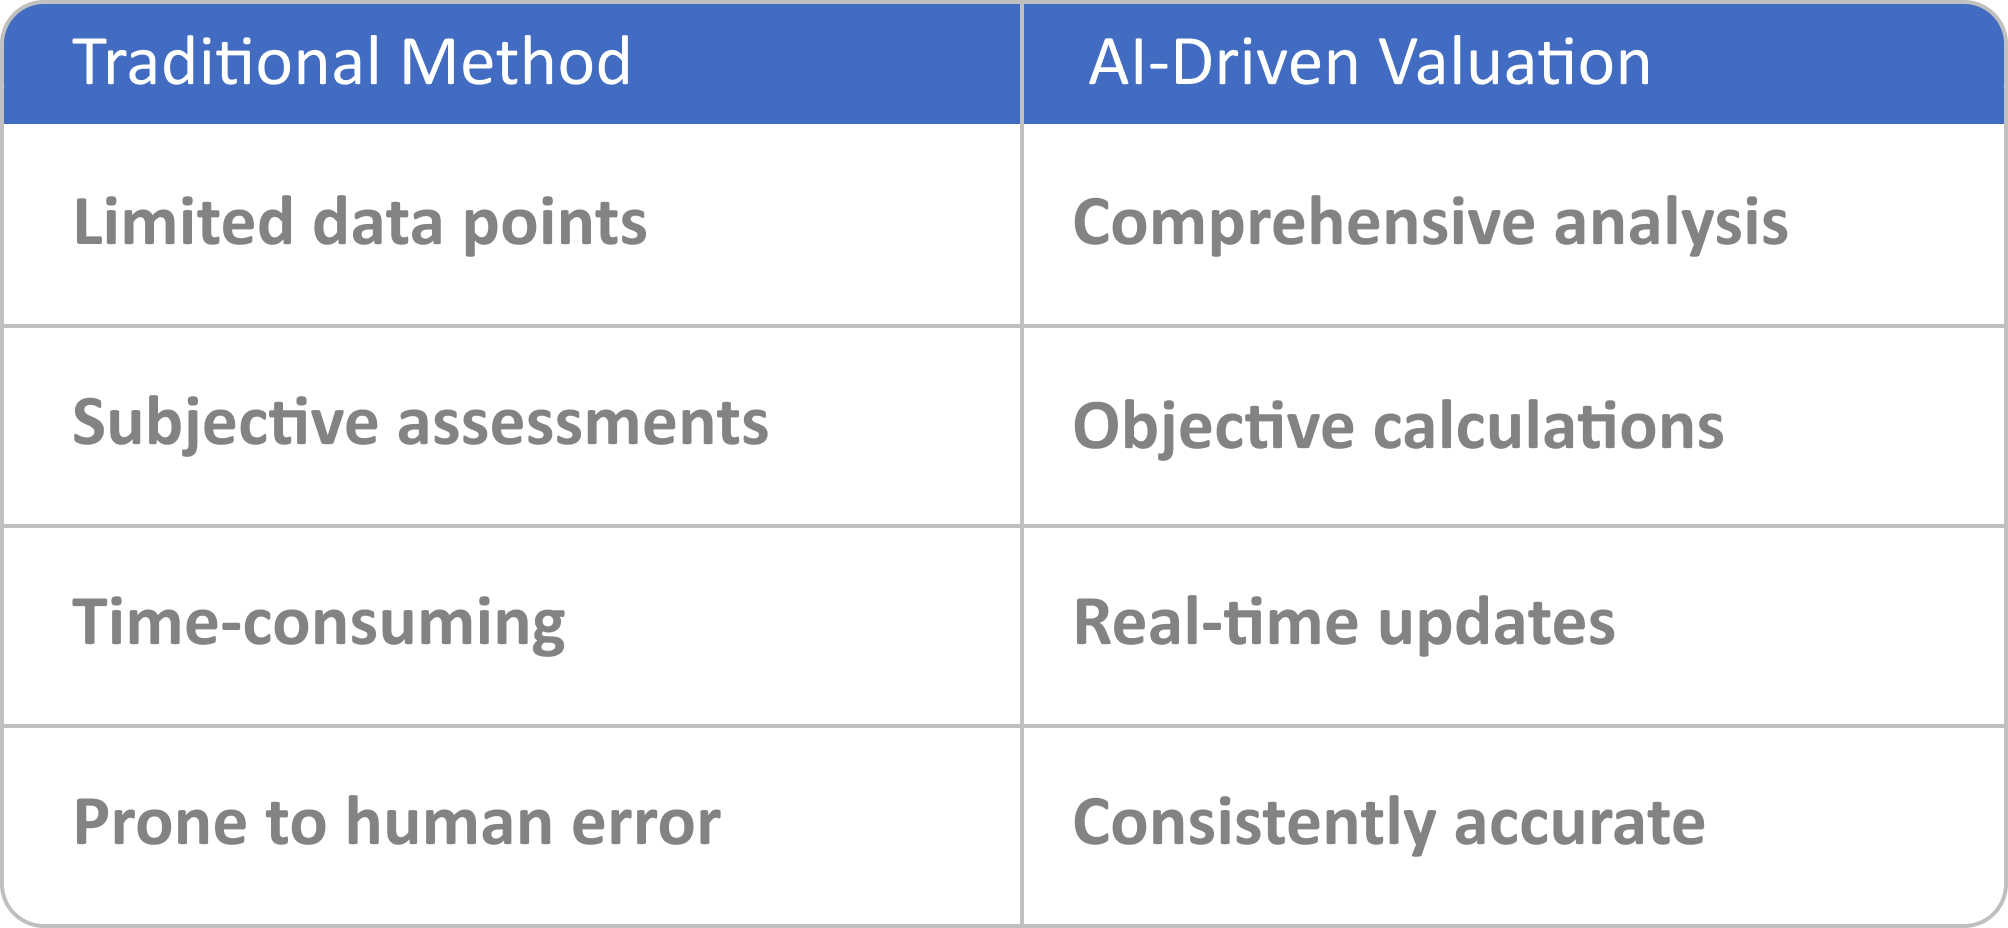 Traditional Method
AI-Driven Valuation
Limited data points
Comprehensive analysis
Subjective assessments
Objective calculations
Time-consuming
Real-time updates
Prone to human error
Consistently accurate